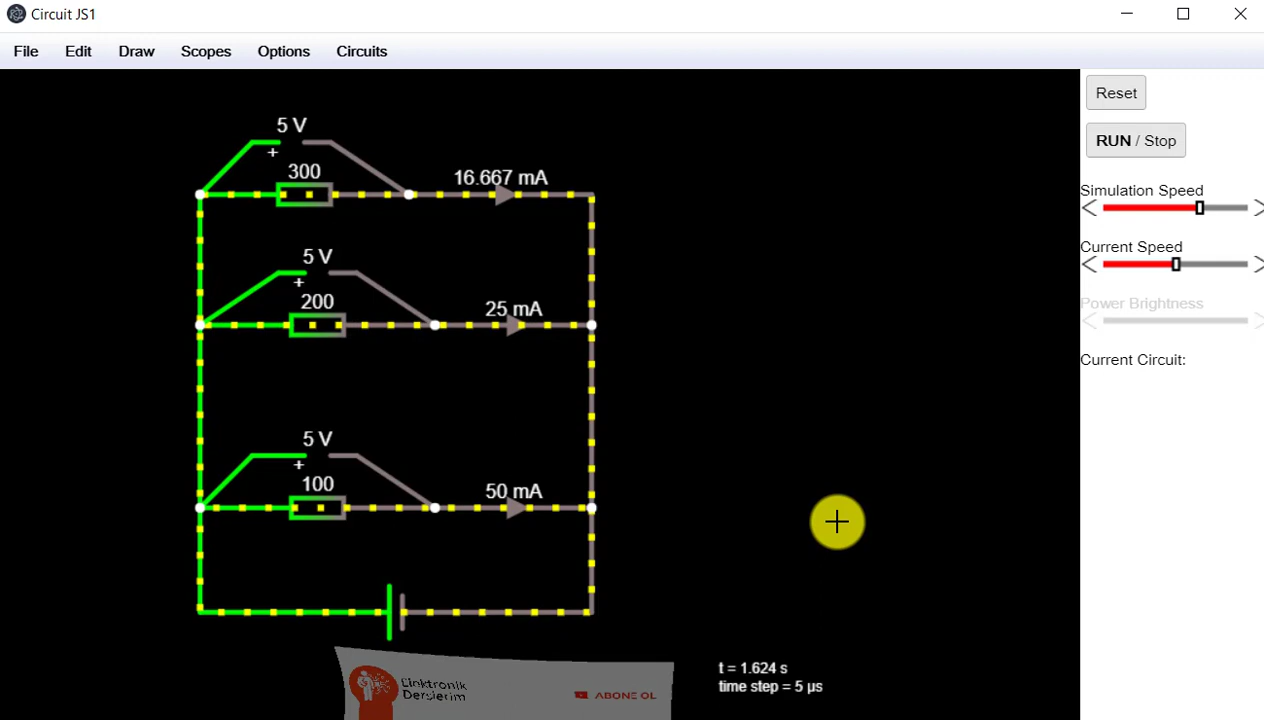 Circuit JS1
File Edit Draw Scopes Options Circuits
Reset
RUN / Stop
Simulation Speed
Current Speed
Power Brightness
Current Circuit:
5 V
+
300
16.667 mA
5 V
+
200
25 mA
5 V
+
100
50 mA
t = 1.624 s
time step = 5 µs
Elinktronik
Derslerim
ABONE OL